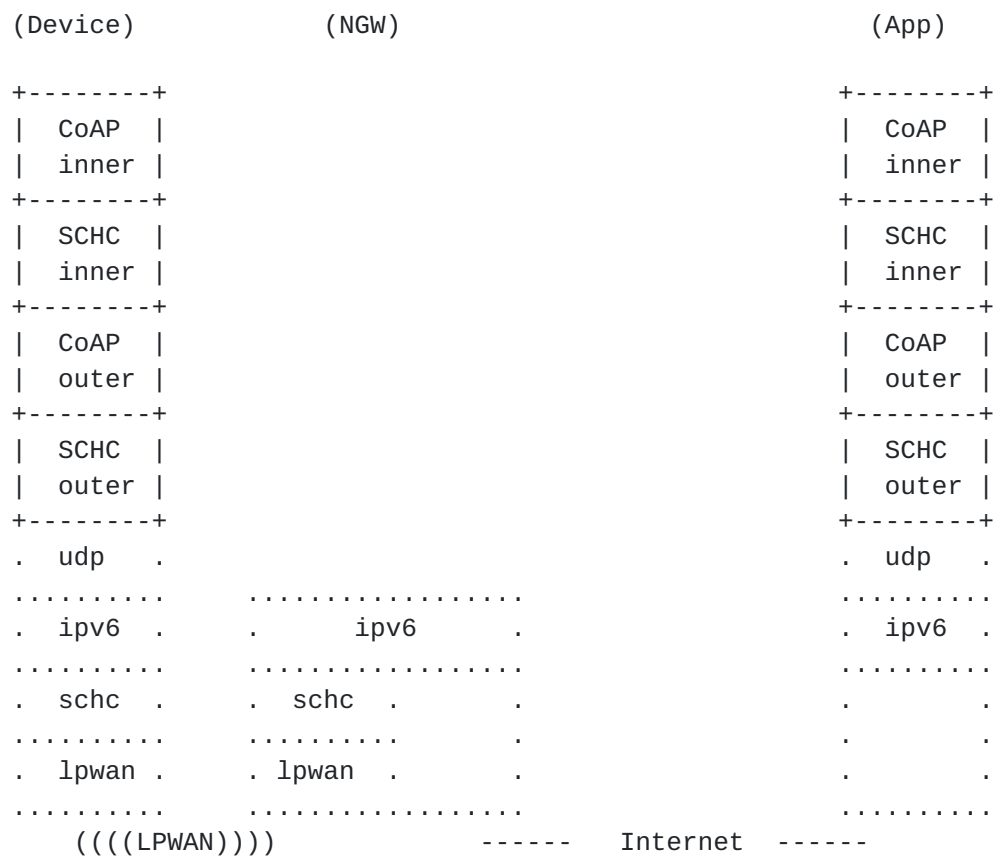 (Device)            (NGW)                               (App)

+--------+                                            +--------+
|  CoAP  |                                            |  CoAP  |
|  inner |                                            |  inner |
+--------+                                            +--------+
|  SCHC  |                                            |  SCHC  |
|  inner |                                            |  inner |
+--------+                                            +--------+
|  CoAP  |                                            |  CoAP  |
|  outer |                                            |  outer |
+--------+                                            +--------+
|  SCHC  |                                            |  SCHC  |
|  outer |                                            |  outer |
+--------+                                            +--------+
.  udp   .                                            .  udp   .
..........     ..................                     ..........
.  ipv6  .     .      ipv6      .                     .  ipv6  .
..........     ..................                     ..........
.  schc  .     .  schc  .       .                     .        .
..........     ..........       .                     .        .
.  lpwan .     . lpwan  .       .                     .        .
..........     ..................                     ..........
    ((((LPWAN))))             ------   Internet  ------